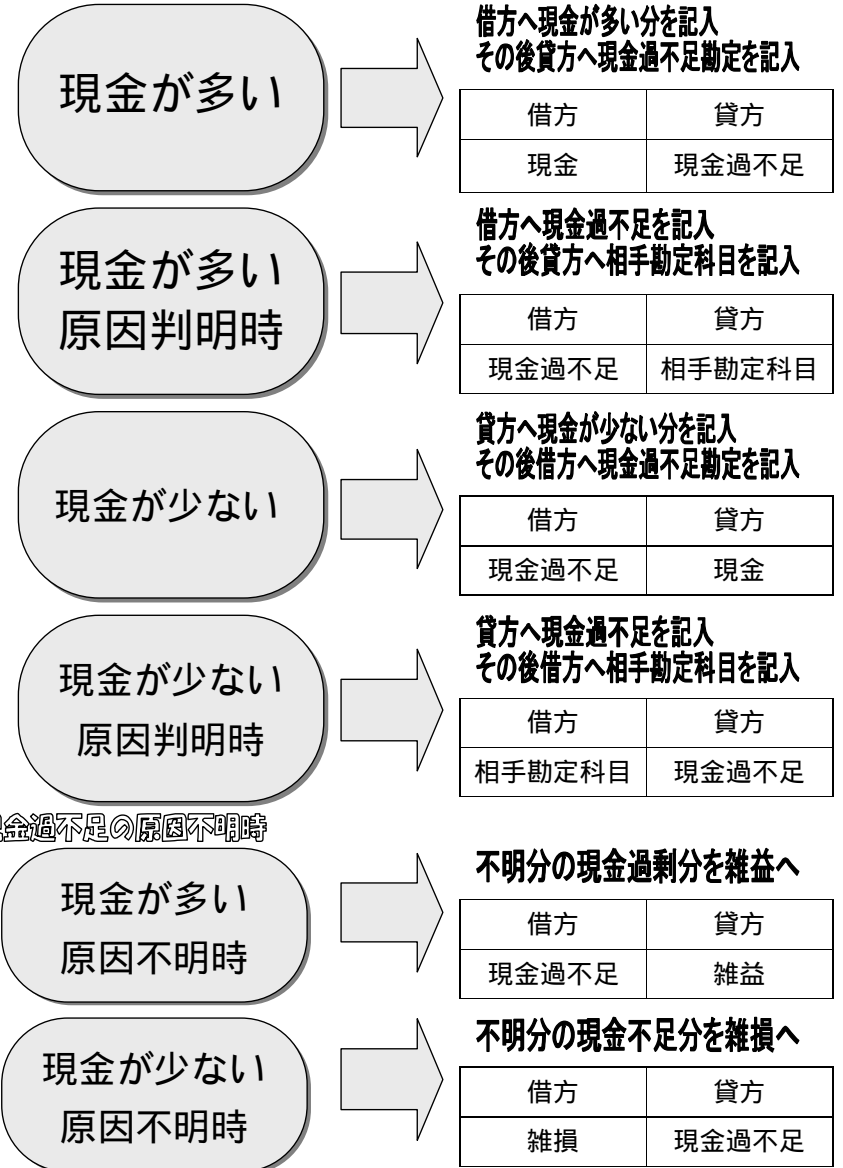 現金が多い
借方へ現金が多い分を記入
その後貸方へ現金過不足勘定を記入
借方 貸方
現金 現金過不足
現金が多い
原因判明時
借方へ現金過不足を記入
その後貸方へ相手勘定科目を記入
借方 貸方
現金過不足 相手勘定科目
現金が少ない
貸方へ現金が少ない分を記入
その後借方へ現金過不足勘定を記入
借方 貸方
現金過不足 現金
現金が少ない
原因判明時
貸方へ現金過不足を記入
その後借方へ相手勘定科目を記入
借方 貸方
相手勘定科目 現金過不足
金過不足の原因不明時
現金が多い
原因不明時
不明分の現金過剰分を雑益へ
借方 貸方
現金過不足 雑益
現金が少ない
原因不明時
不明分の現金不足分を雑損へ
借方 貸方
雑損 現金過不足